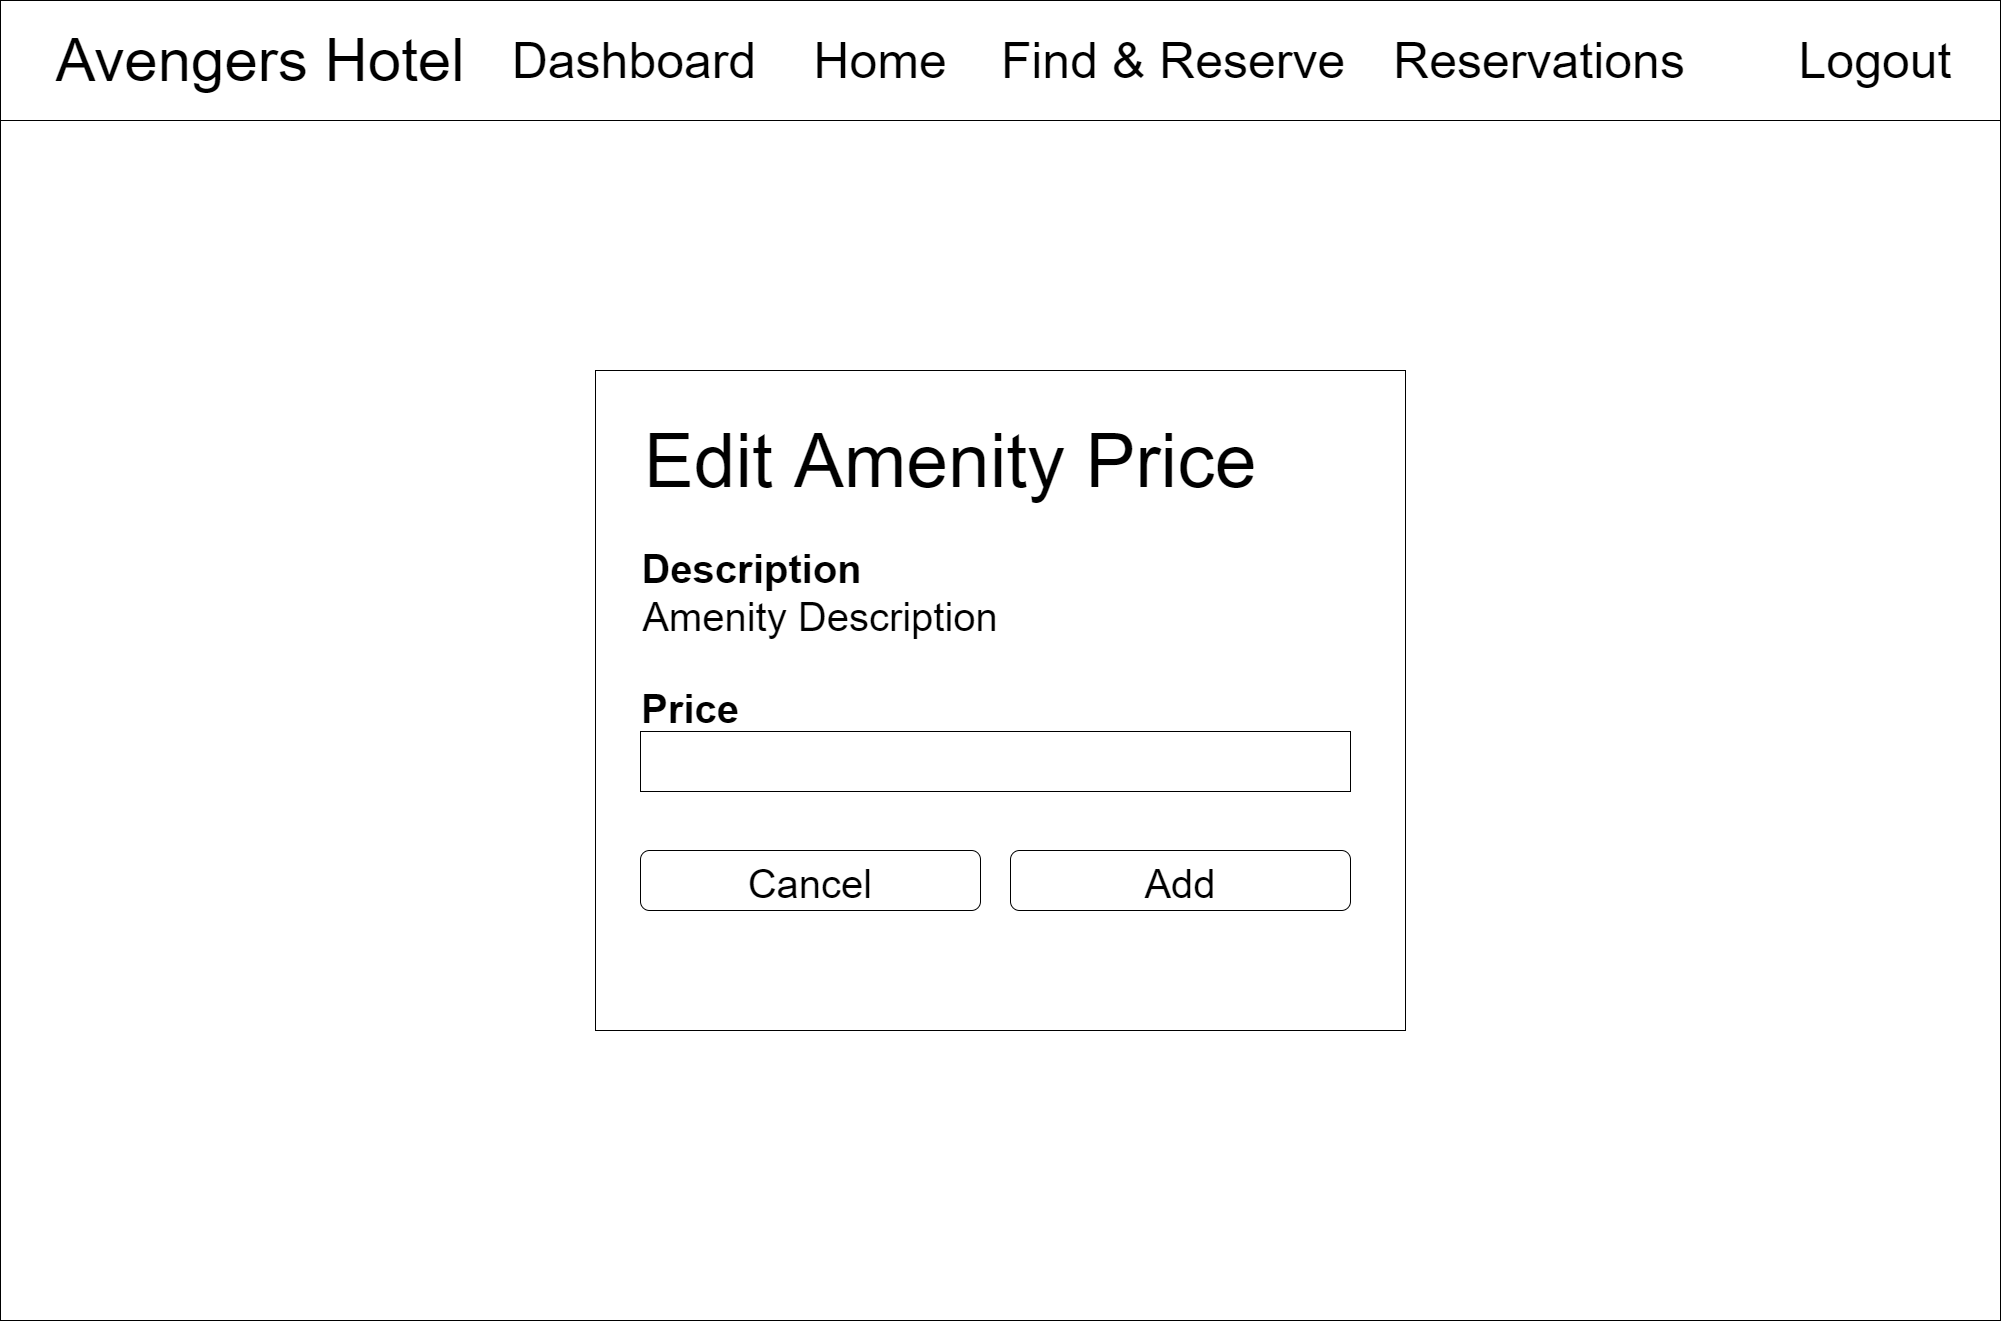 Avengers Hotel Dashboard Home Find & Reserve Reservations Logout
Edit Amenity Price
Description
Amenity Description
Price
Cancel Add